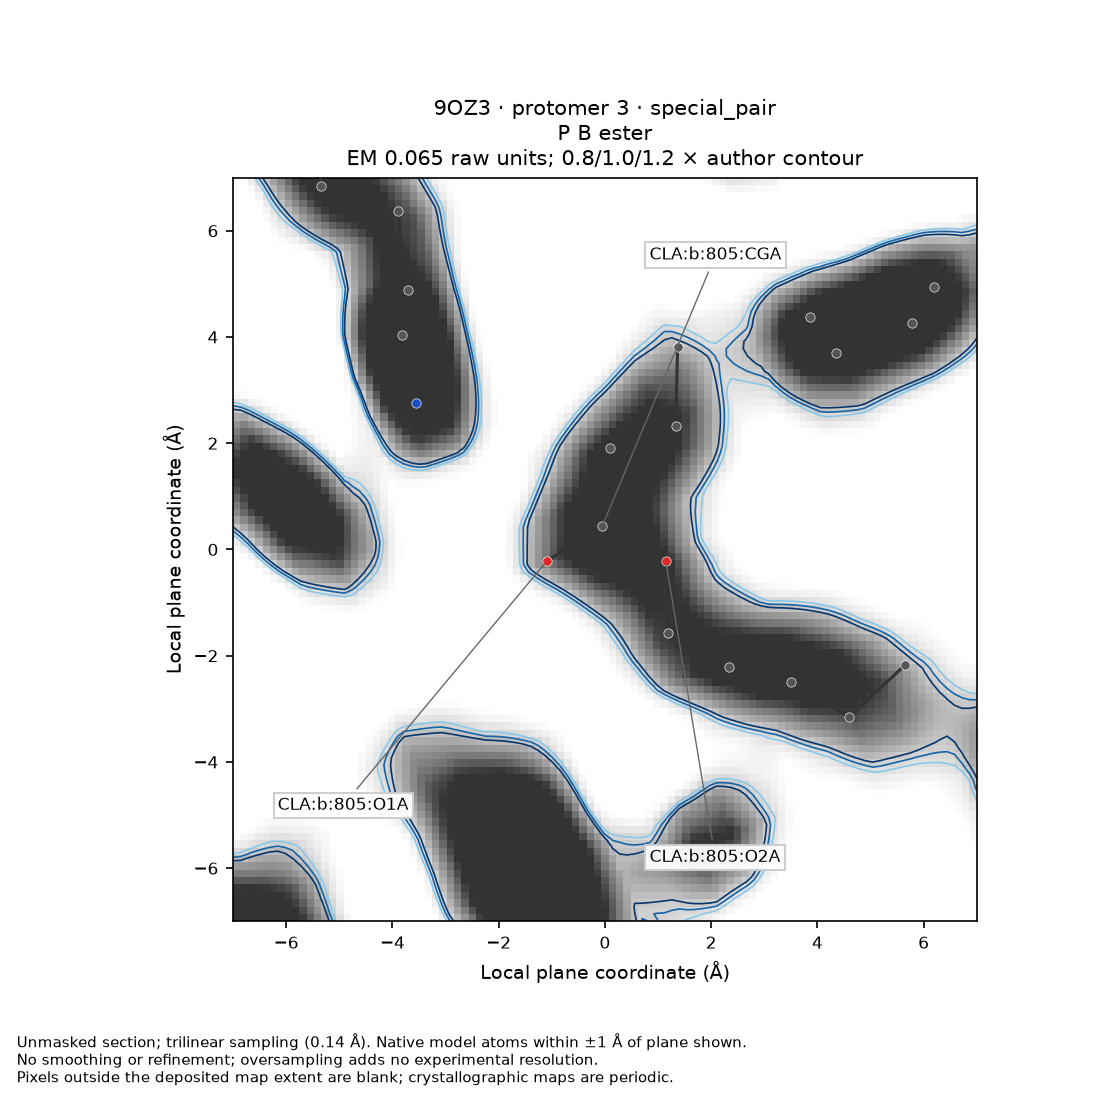 9OZ3 · protomer 3 · special_pair
P B ester
EM 0.065 raw units; 0.8/1.0/1.2 × author contour
CLA:b:805:CGA
CLA:b:805:O1A
CLA:b:805:O2A
6
4
2
0
−2
−4
−6
Local plane coordinate (Å)
−6 −4 −2 0 2 4 6
Local plane coordinate (Å)
Unmasked section; trilinear sampling (0.14 Å). Native model atoms within ±1 Å of plane shown.
No smoothing or refinement; oversampling adds no experimental resolution.
Pixels outside the deposited map extent are blank; crystallographic maps are periodic.